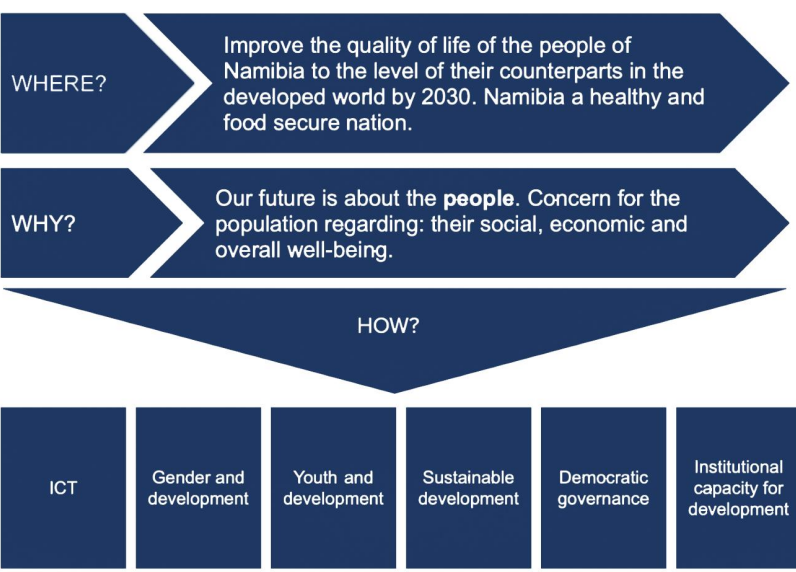 WHERE?
Improve the quality of life of the people of
Namibia to the level of their counterparts in the
developed world by 2030. Namibia a healthy and
food secure nation.
WHY?
Our future is about the people. Concern for the
population regarding: their social, economic and
overall well-being.
HOW?
ICT
Gender and
development
Youth and
development
Sustainable
development
Democratic
governance
Institutional
capacity for
development